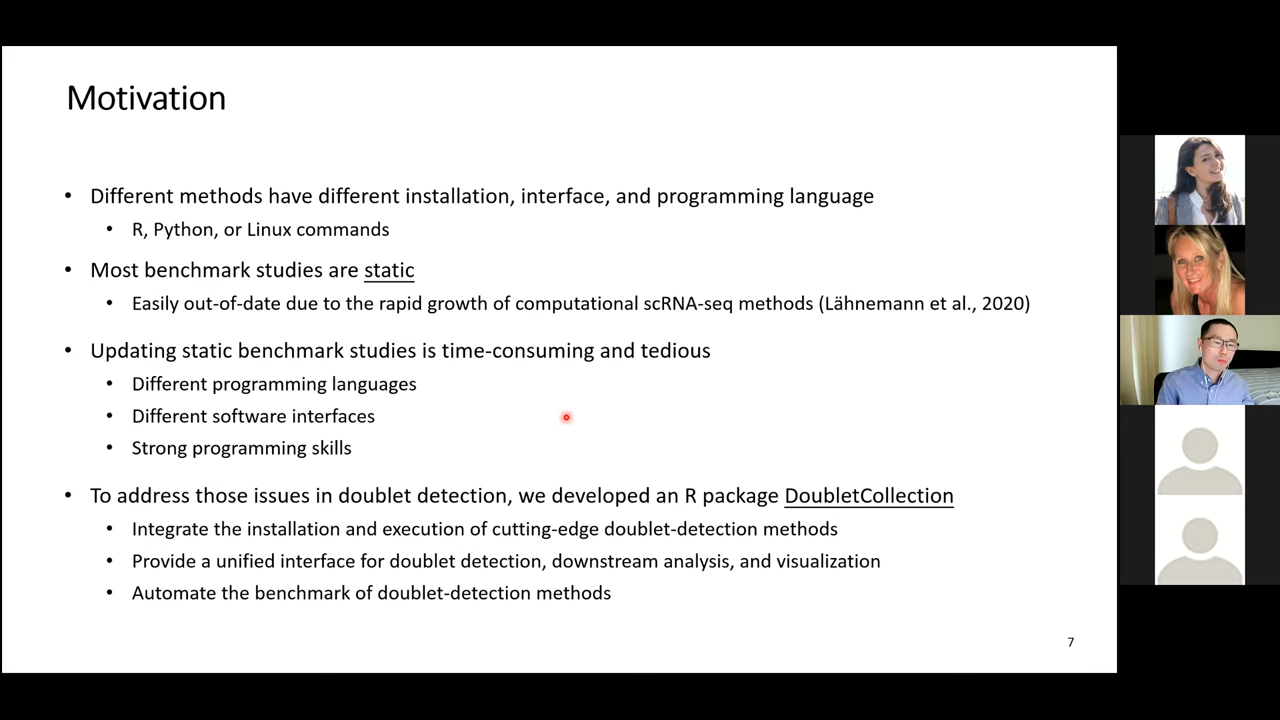 Motivation
• Different methods have different installation, interface, and programming language
• R, Python, or Linux commands
• Most benchmark studies are static
• Easily out-of-date due to the rapid growth of computational scRNA-seq methods (Lähnemann et al., 2020)
• Updating static benchmark studies is time-consuming and tedious
• Different programming languages
• Different software interfaces
• Strong programming skills
• To address those issues in doublet detection, we developed an R package DoubletCollection
• Integrate the installation and execution of cutting-edge doublet-detection methods
• Provide a unified interface for doublet detection, downstream analysis, and visualization
• Automate the benchmark of doublet-detection methods
7